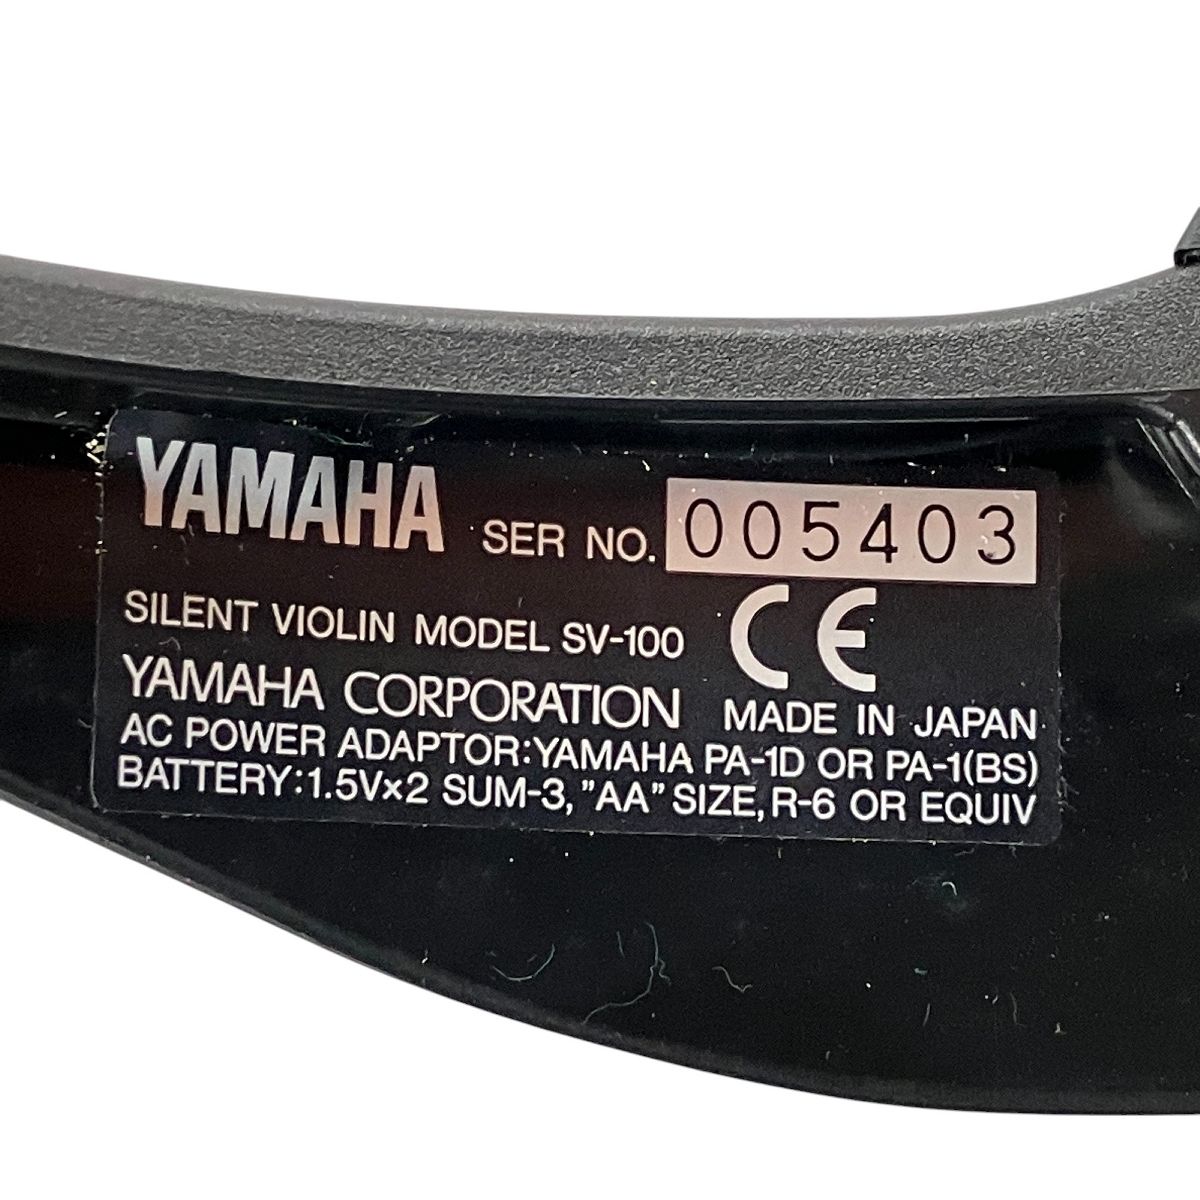 YAMAHA SER NO. 005403
SILENT VIOLIN MODEL SV-100 CE
YAMAHA CORPORATION MADE IN JAPAN
AC POWER ADAPTOR:YAMAHA PA-1D OR PA-1(BS)
BATTERY:1.5V×2 SUM-3, "AA" SIZE, R-6 OR EQUIV